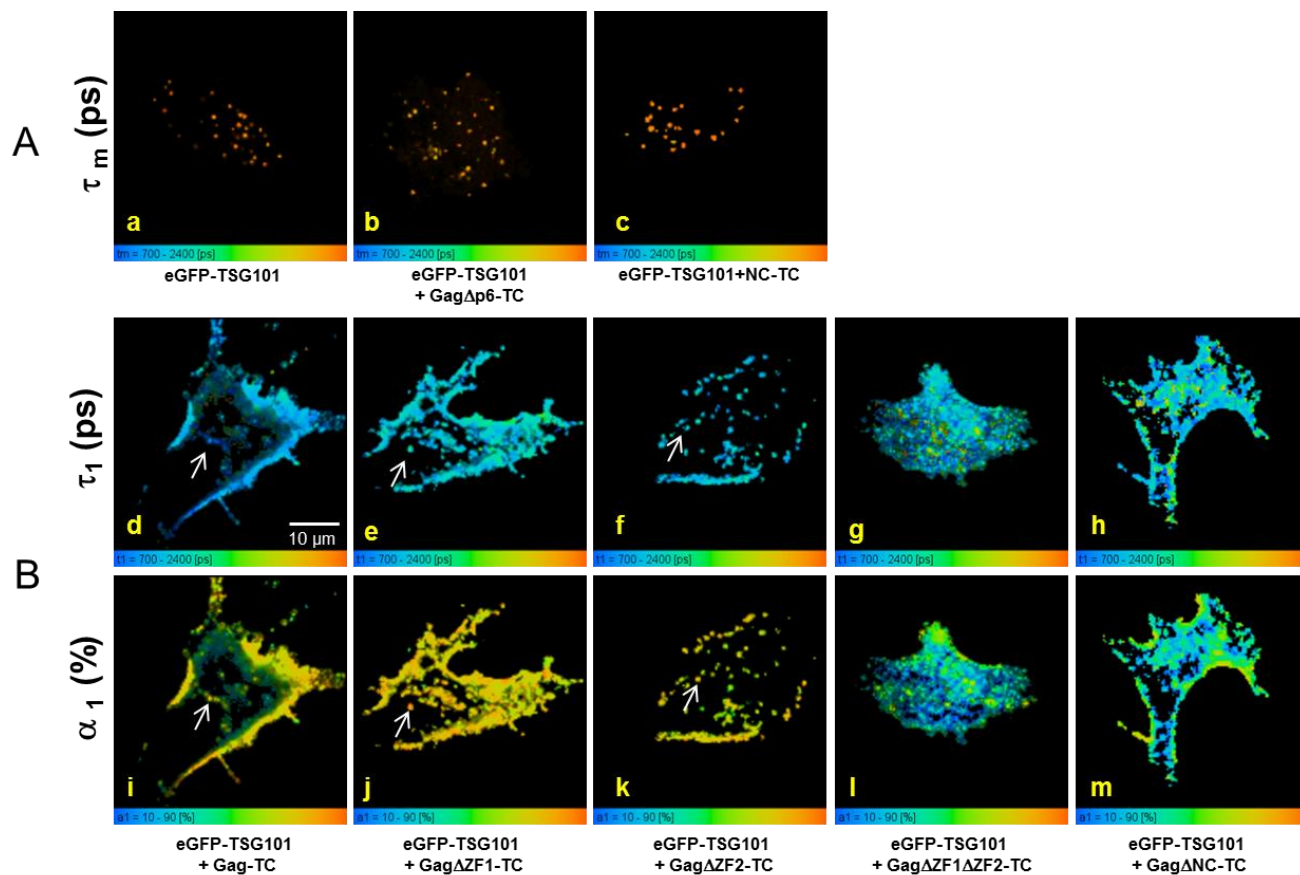 A
τ m (ps)
a
b
c
tm = 700 - 2400 [ps]
tm = 700 - 2400 [ps]
tm = 700 - 2400 [ps]
eGFP-TSG101
eGFP-TSG101
+ GagΔp6-TC
eGFP-TSG101+NC-TC
B
τ1 (ps)
d
10 µm
e
f
g
h
t1 = 700 - 2400 [ps]
t1 = 700 - 2400 [ps]
t1 = 700 - 2400 [ps]
t1 = 700 - 2400 [ps]
t1 = 700 - 2400 [ps]
α 1 (%)
i
j
k
l
m
a1 = 10 - 90 [%]
a1 = 10 - 90 [%]
a1 = 10 - 90 [%]
a1 = 10 - 90 [%]
a1 = 10 - 90 [%]
eGFP-TSG101
+ Gag-TC
eGFP-TSG101
+ GagΔZF1-TC
eGFP-TSG101
+ GagΔZF2-TC
eGFP-TSG101
+ GagΔZF1ΔZF2-TC
eGFP-TSG101
+ GagΔNC-TC